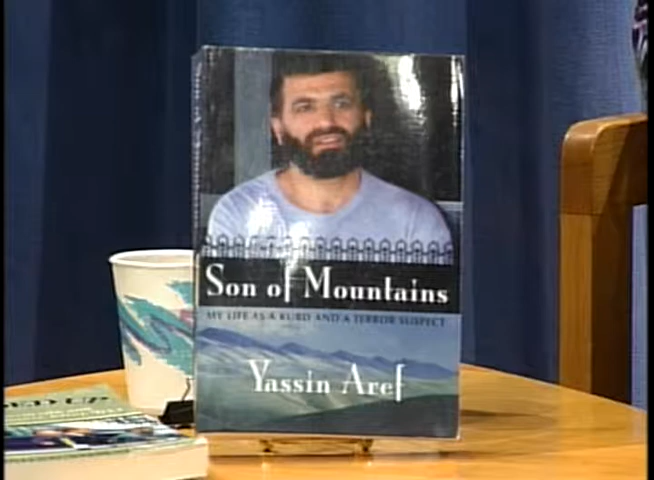 Son of Mountains
MY LIFE AS A KURD AND A TERROR SUSPECT
Yassin Aref